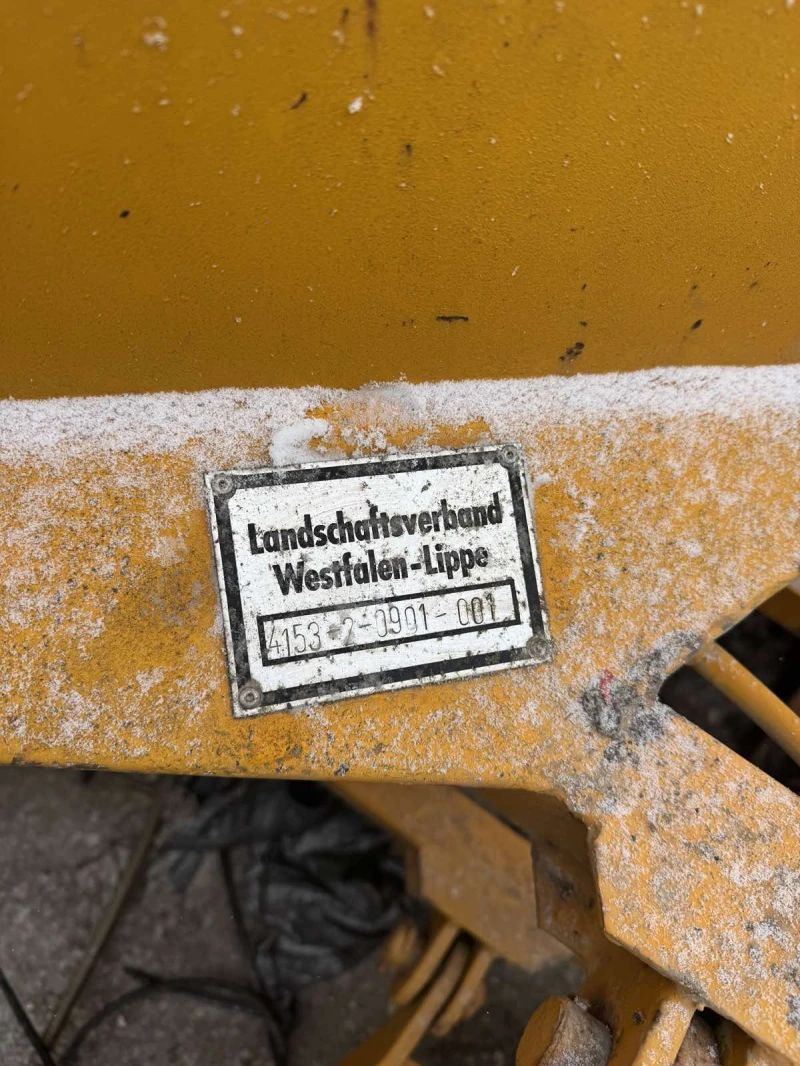 Landschaftsverband
Westfalen-Lippe
4153-2-0901-001